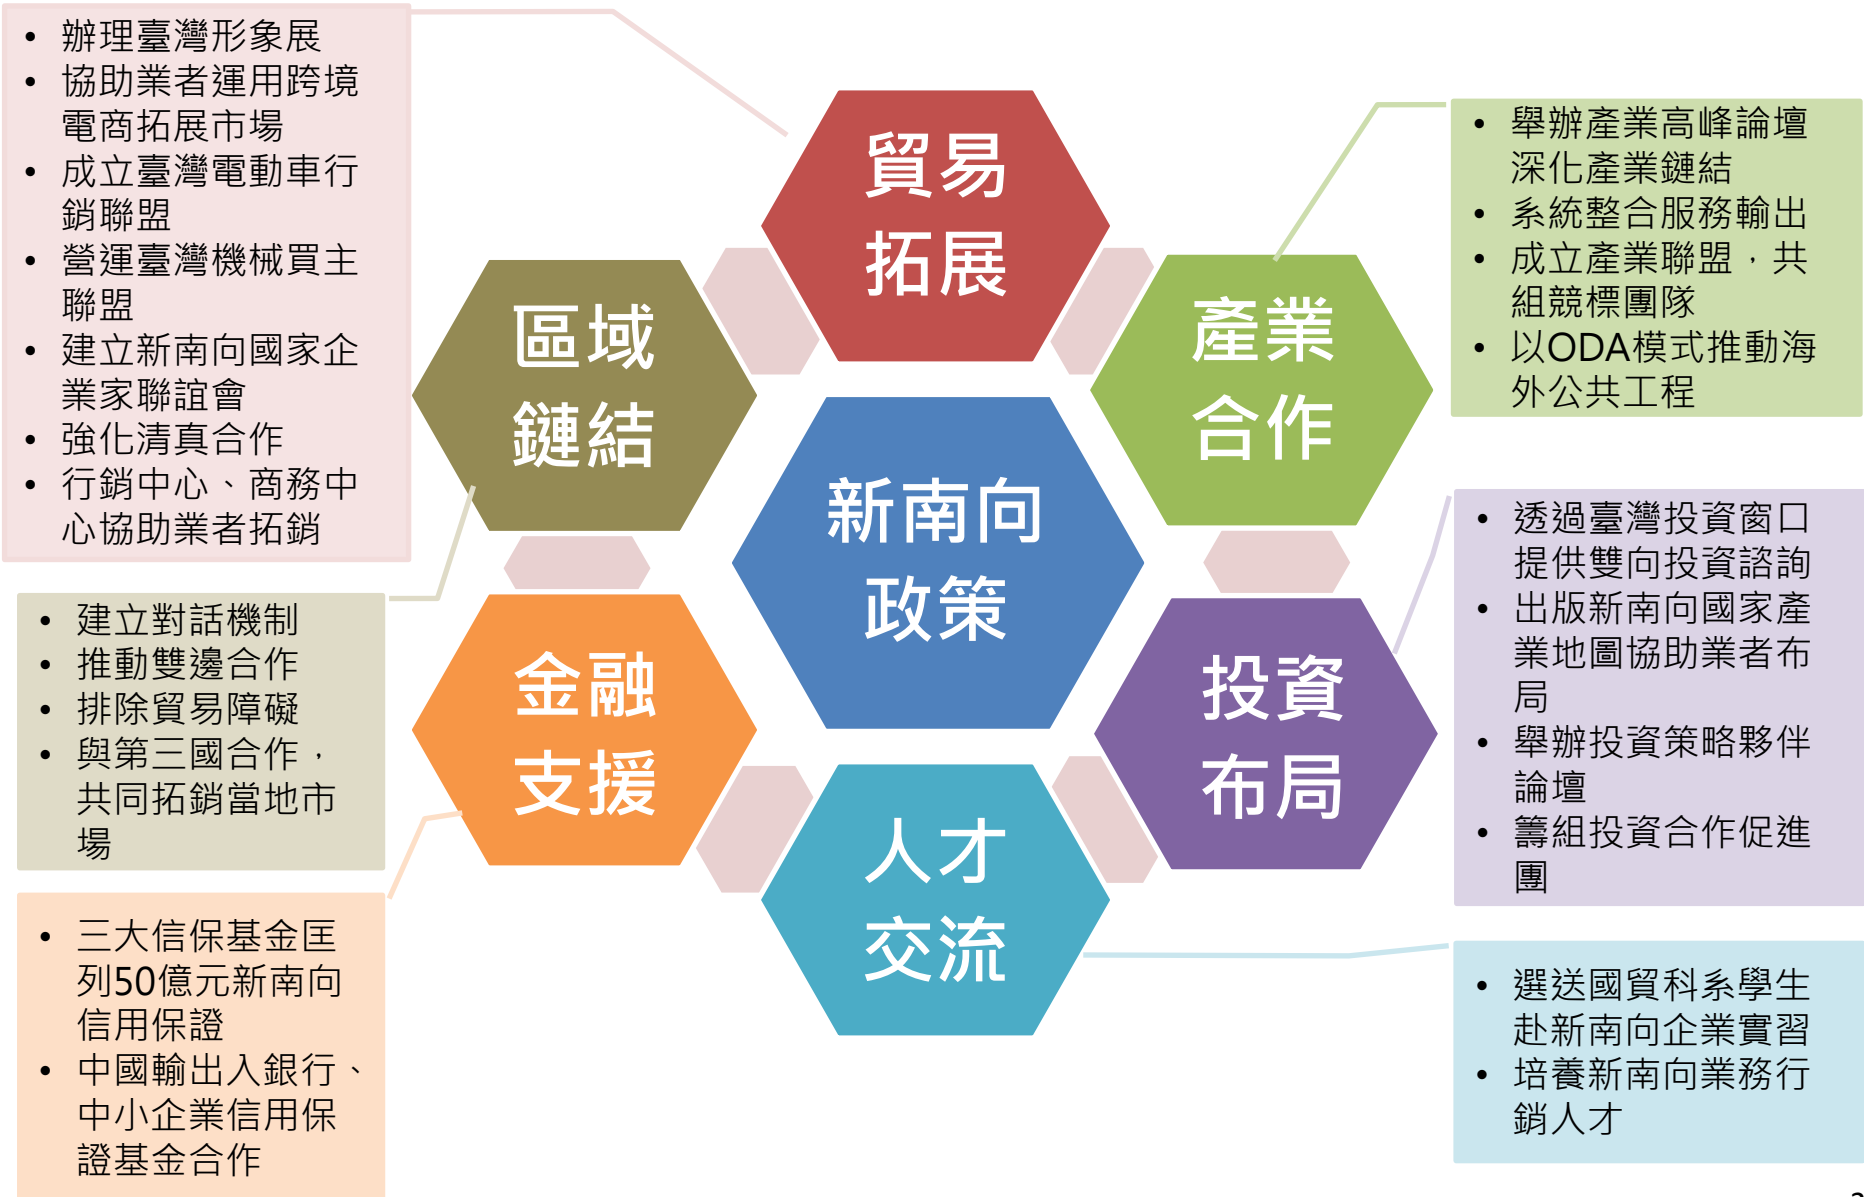 • 辦理臺灣形象展
• 協助業者運用跨境
電商拓展市場
• 成立臺灣電動車行
銷聯盟
• 營運臺灣機械買主
聯盟
• 建立新南向國家企
業家聯誼會
• 強化清真合作
• 行銷中心、商務中
心協助業者拓銷
貿易
拓展
• 舉辦產業高峰論壇
深化產業鏈結
• 系統整合服務輸出
• 成立產業聯盟，共
組競標團隊
• 以ODA模式推動海
外公共工程
區域
鏈結
產業
合作
新南向
政策
• 建立對話機制
• 推動雙邊合作
• 排除貿易障礙
• 與第三國合作，
共同拓銷當地市
場
金融
支援
投資
布局
• 透過臺灣投資窗口
提供雙向投資諮詢
• 出版新南向國家產
業地圖協助業者布
局
• 舉辦投資策略夥伴
論壇
• 籌組投資合作促進
團
人才
交流
• 三大信保基金匡
列50億元新南向
信用保證
• 中國輸出入銀行、
中小企業信用保
證基金合作
• 選送國貿科系學生
赴新南向企業實習
• 培養新南向業務行
銷人才